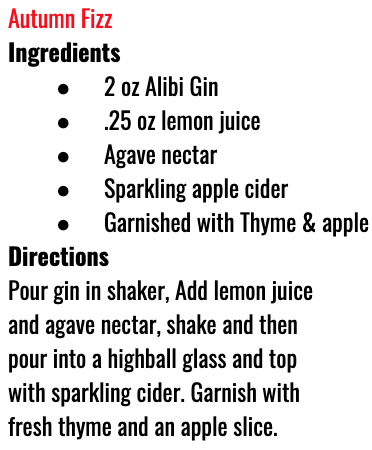 Autumn Fizz
Ingredients
● 2 oz Alibi Gin
● .25 oz lemon juice
● Agave nectar
● Sparkling apple cider
● Garnished with Thyme & apple
Directions
Pour gin in shaker, Add lemon juice
and agave nectar, shake and then
pour into a highball glass and top
with sparkling cider. Garnish with
fresh thyme and an apple slice.